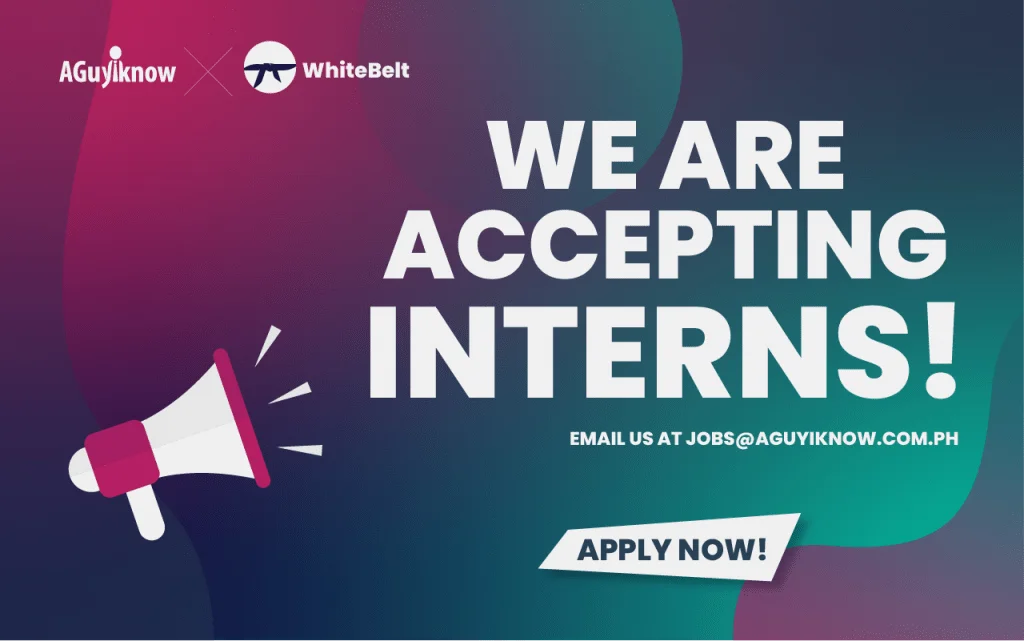 AGuyiknow
WhiteBelt
WE ARE
ACCEPTING
INTERNS!
EMAIL US AT JOBS@AGUYIKNOW.COM.PH
APPLY NOW!